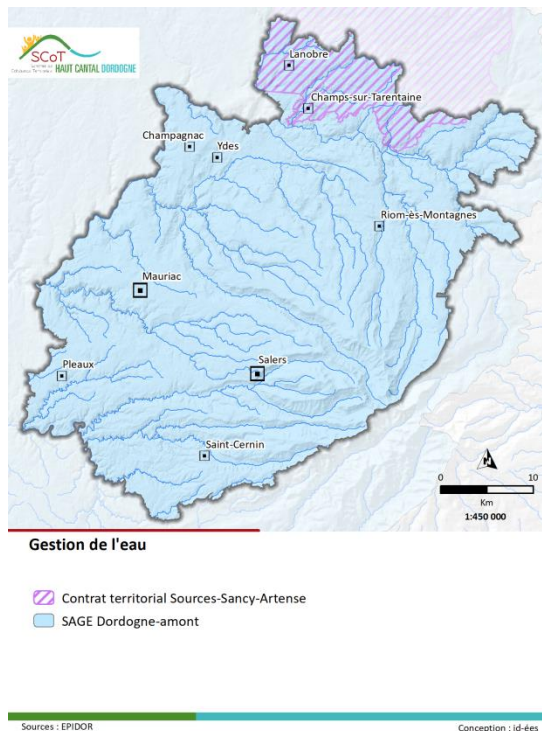 SCoT
HAUT CANTAL DORDOGNE
Lanobre
Champs-sur-Tarentaine
Champagnac
Ydes
Riom-ès-Montagnes
Mauriac
Pleaux
Salers
Saint-Cernin
0 10
Km
1:450 000
Gestion de l'eau
Contrat territorial Sources-Sancy-Artense
SAGE Dordogne-amont
Sources : EPIDOR
Conception : id-ées